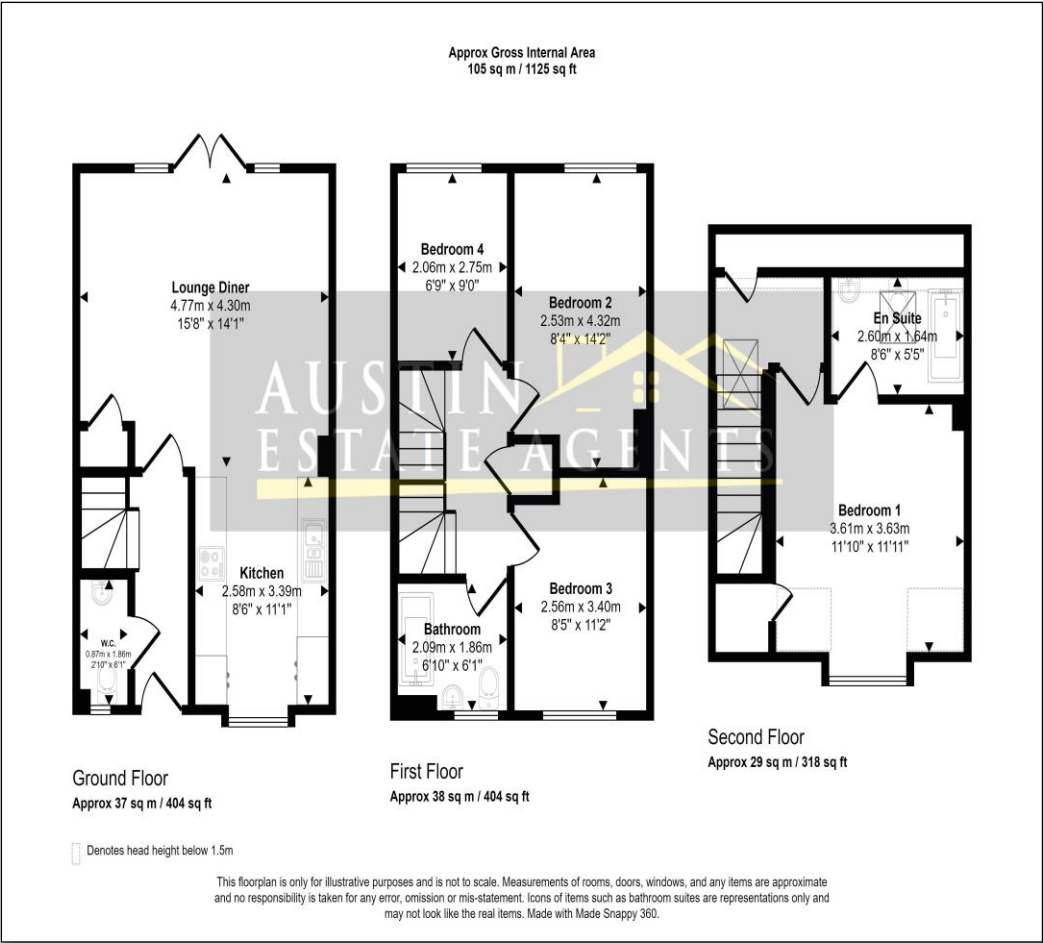 Approx Gross Internal Area
105 sq m / 1125 sq ft
Lounge Diner
4.77m x 4.30m
15'8" x 14'1"
Kitchen
2.58m x 3.39m
8'6" x 11'1"
W.C.
0.87m x 1.86m
2'10" x 6'1"
Ground Floor
Approx 37 sq m / 404 sq ft
Bedroom 4
2.06m x 2.75m
6'9" x 9'0"
Bedroom 2
2.53m x 4.32m
8'4" x 14'2"
Bedroom 3
2.56m x 3.40m
8'5" x 11'2"
Bathroom
2.09m x 1.86m
6'10" x 6'1"
First Floor
Approx 38 sq m / 404 sq ft
En Suite
2.60m x 1.64m
8'6" x 5'5"
Bedroom 1
3.61m x 3.63m
11'10" x 11'11"
Second Floor
Approx 29 sq m / 318 sq ft
AUSTIN
ESTATE AGENTS
Denotes head height below 1.5m
This floorplan is only for illustrative purposes and is not to scale. Measurements of rooms, doors, windows, and any items are approximate
and no responsibility is taken for any error, omission or mis-statement. Icons of items such as bathroom suites are representations only and
may not look like the real items. Made with Made Snappy 360.